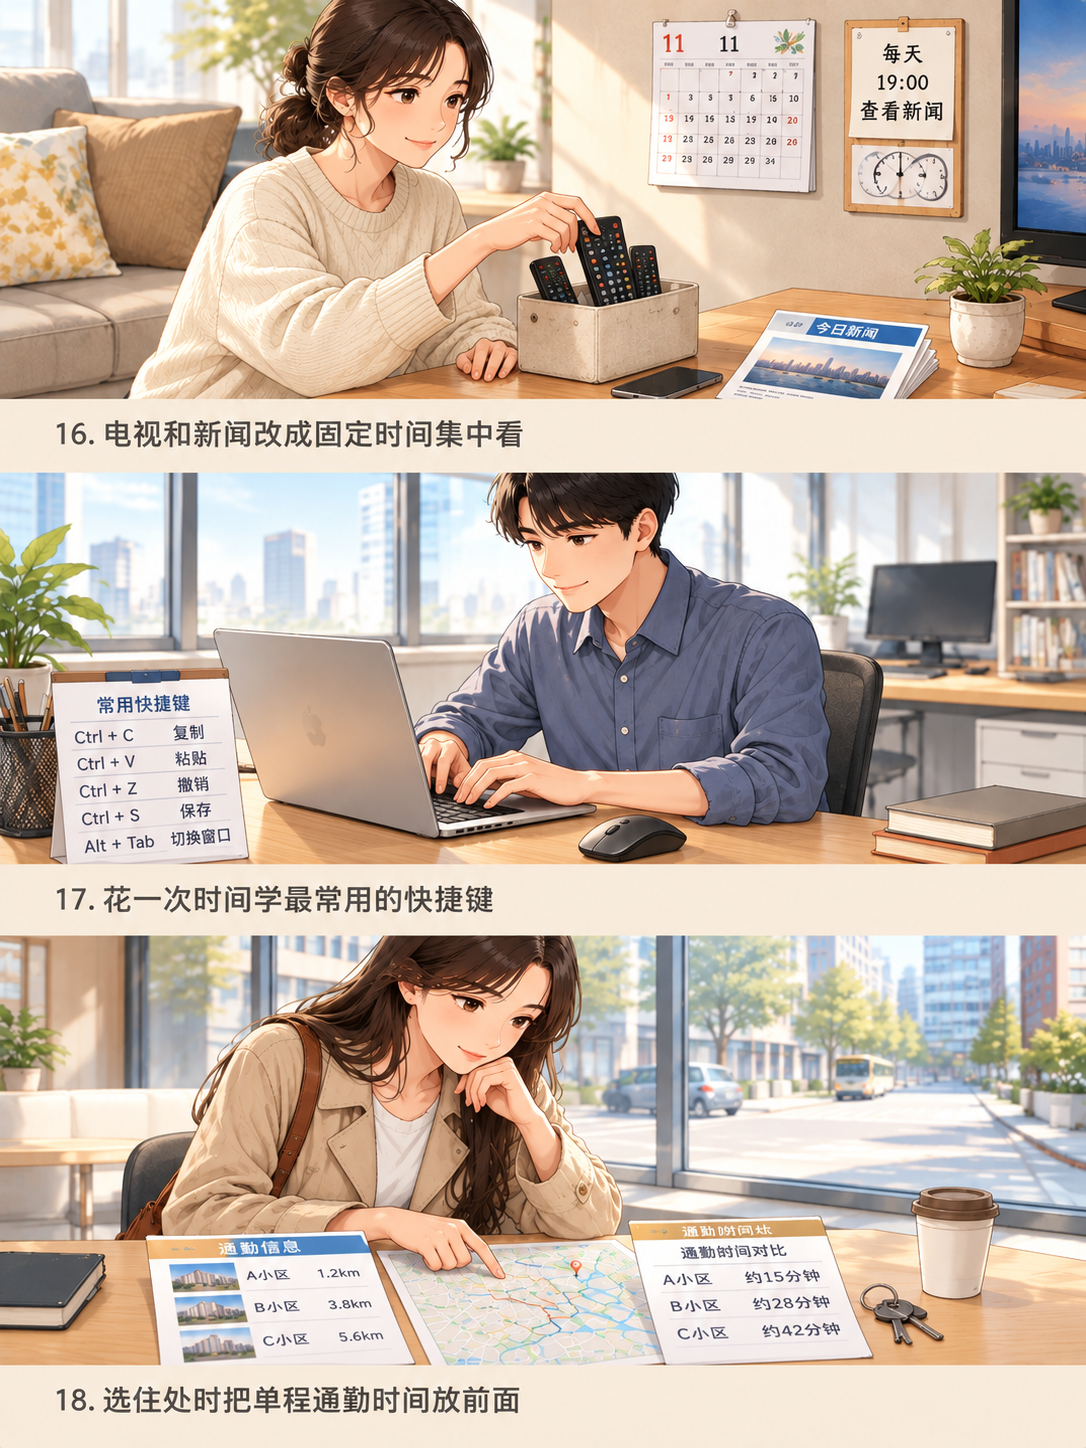 11 11
每天
19:00
查看新闻
今日新闻
16. 电视和新闻改成固定时间集中看
常用快捷键
Ctrl + C 复制
Ctrl + V 粘贴
Ctrl + Z 撤销
Ctrl + S 保存
Alt + Tab 切换窗口
17. 花一次时间学最常用的快捷键
通勤信息
A小区 1.2km
B小区 3.8km
C小区 5.6km
通勤时间对比
A小区 约15分钟
B小区 约28分钟
C小区 约42分钟
18. 选住处时把单程通勤时间放前面